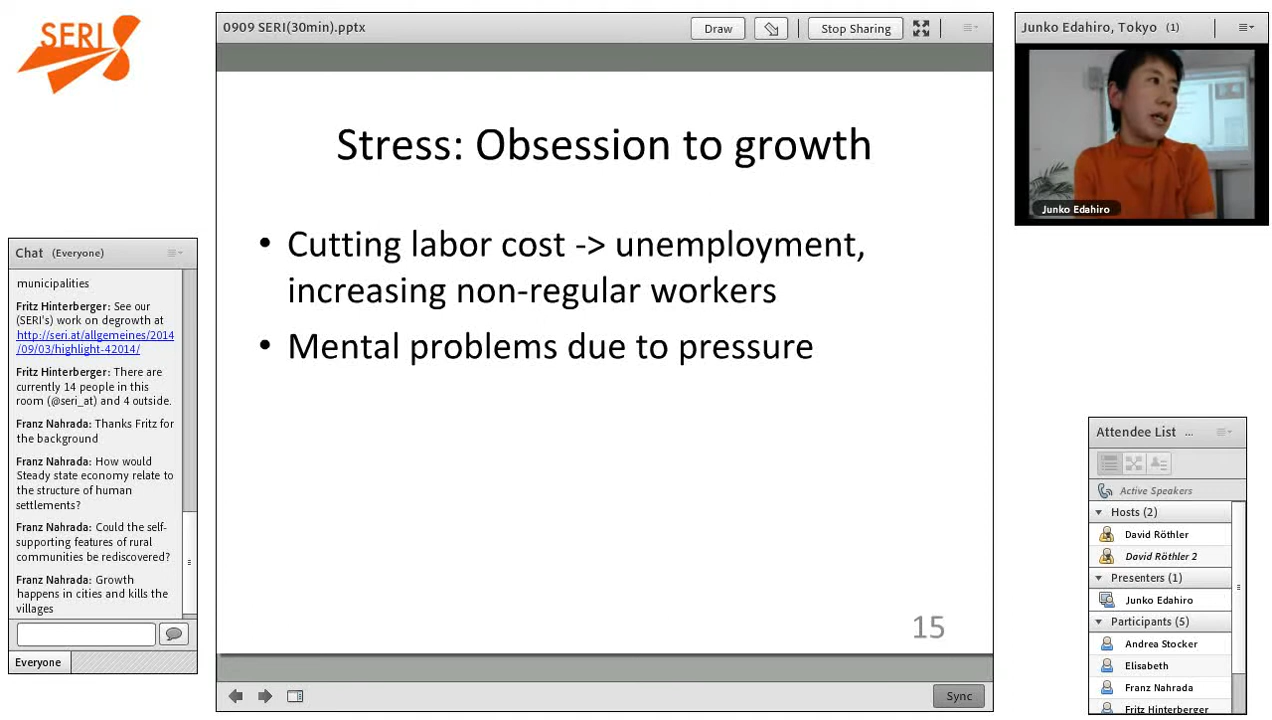 SERI
0909 SERI(30min).pptx
Draw
Stop Sharing
Stress: Obsession to growth
• Cutting labor cost -> unemployment,
increasing non-regular workers
• Mental problems due to pressure
15
Sync
Junko Edahiro, Tokyo (1)
Junko Edahiro
Chat (Everyone)
municipalities
Fritz Hinterberger: See our
(SERI's) work on degrowth at
http://seri.at/allgemeines/2014
/09/03/highlight-42014/
Fritz Hinterberger: There are
currently 14 people in this
room (@seri_at) and 4 outside.
Franz Nahrada: Thanks Fritz for
the background
Franz Nahrada: How would
Steady state economy relate to
the structure of human
settlements?
Franz Nahrada: Could the self-
supporting features of rural
communities be rediscovered?
Franz Nahrada: Growth
happens in cities and kills the
villages
Everyone
Attendee List ...
Active Speakers
Hosts (2)
David Röthler
David Röthler 2
Presenters (1)
Junko Edahiro
Participants (5)
Andrea Stocker
Elisabeth
Franz Nahrada
Fritz Hinterberger